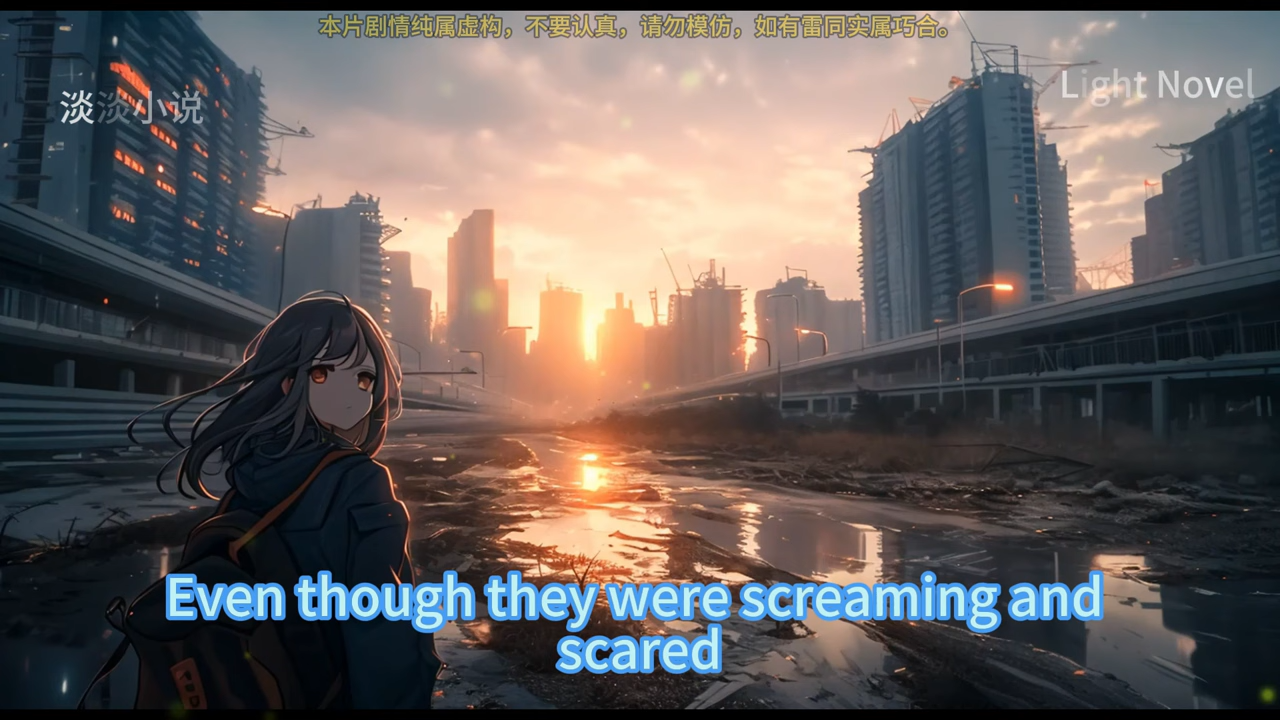 本片剧情纯属虚构，不要认真，请勿模仿，如有雷同实属巧合。
淡淡小说
Light Novel
Even though they were screaming and
scared